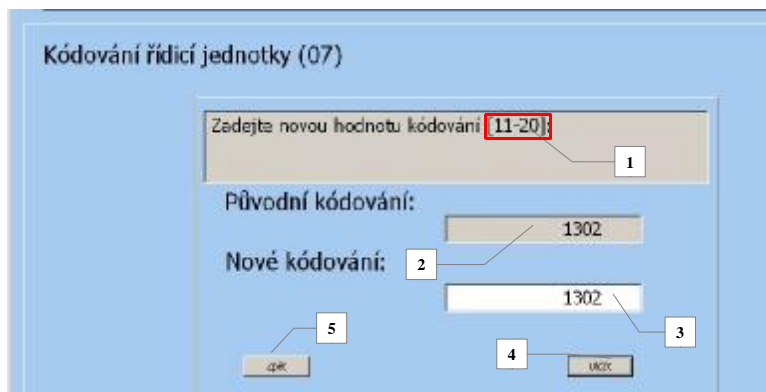 Kódování řídicí jednotky (07)
Zadejte novou hodnotu kódování [11-20]:
1
Původní kódování:
1302
Nové kódování:
2
1302
3
5
4
zpět
uložit